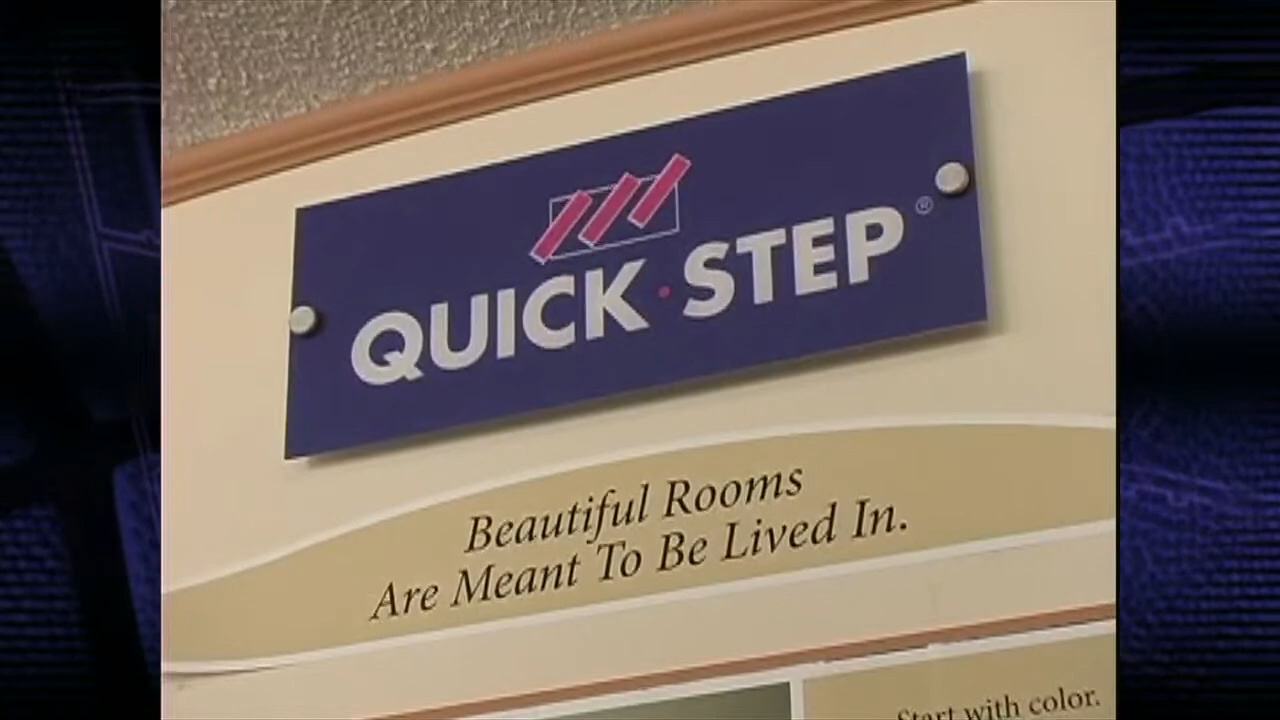 QUICK·STEP®
Beautiful Rooms
Are Meant To Be Lived In.
Start with color.